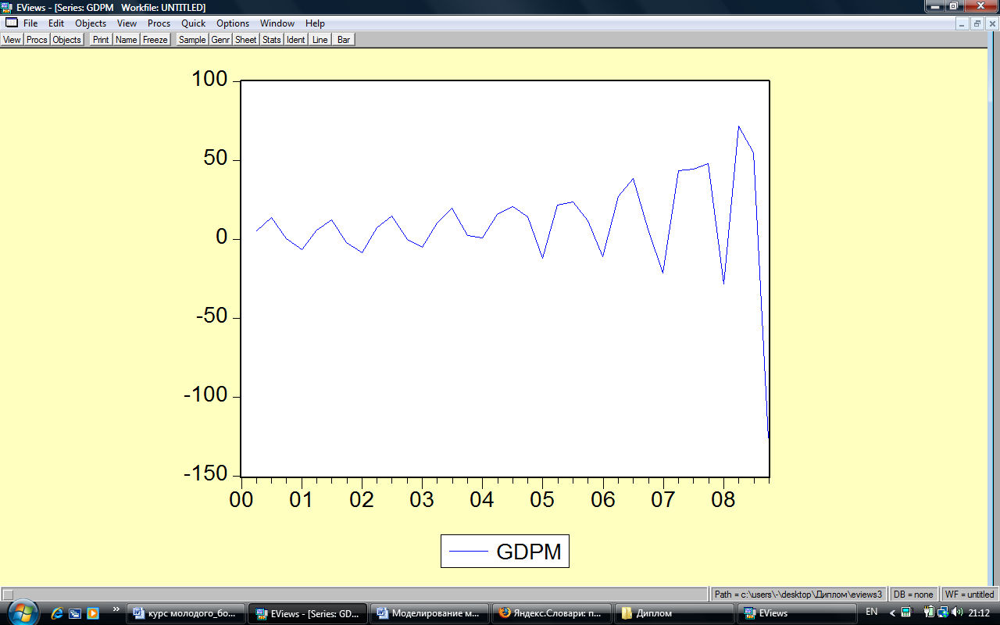 EViews - [Series: GDPM   Workfile: UNTITLED]
File Edit Objects View Procs Quick Options Window Help
View Procs Objects Print Name Freeze Sample Genr Sheet Stats Ident Line Bar
100
50
0
-50
-100
-150
00 01 02 03 04 05 06 07 08
GDPM
Path = c:\users\-\desktop\Диплом\eviews3 DB = none WF = untitled
» курс молодого_бо... EViews - [Series: GD... Моделирование м... Яндекс.Словари: п... Диплом EViews EN 21:12